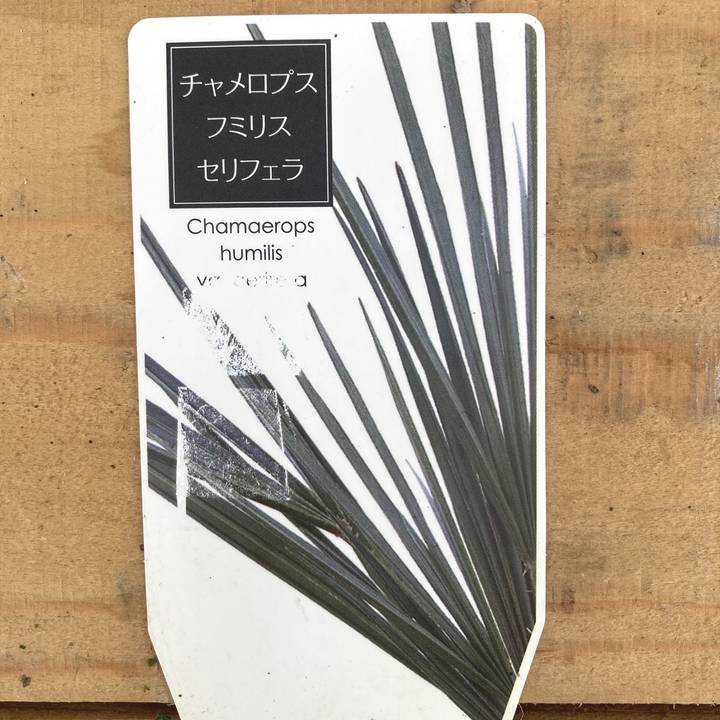 チャメロプス
フミリス
セリフェラ
Chamaerops
humilis